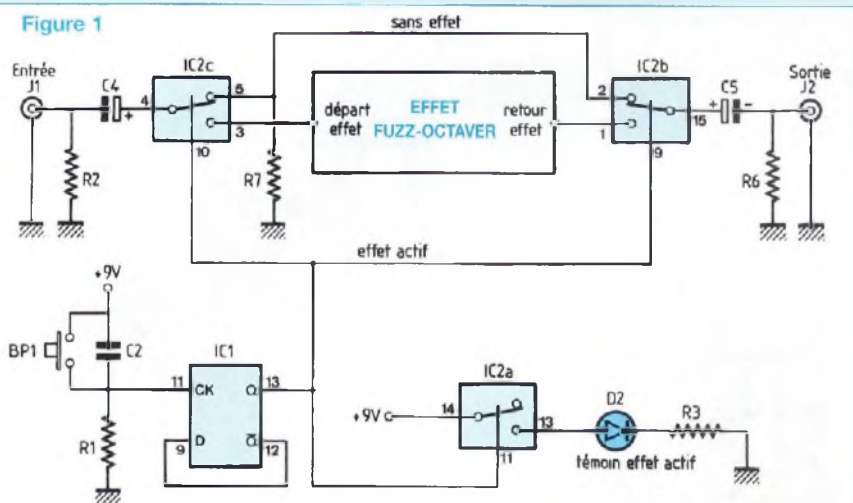 Figure 1
sans effet
Entrée
J1
C4
+
4
IC2c
5
3
10
R2
R7
départ
effet
EFFET
FUZZ-OCTAVER
retour
effet
IC2b
2
1
15
9
C5
+ -
Sortie
J2
R6
effet actif
+9V
BP1
C2
R1
IC1
11
CK
Q
13
9
D
Q̅
12
IC2a
+9V
14
13
11
D2
R3
témoin effet actif